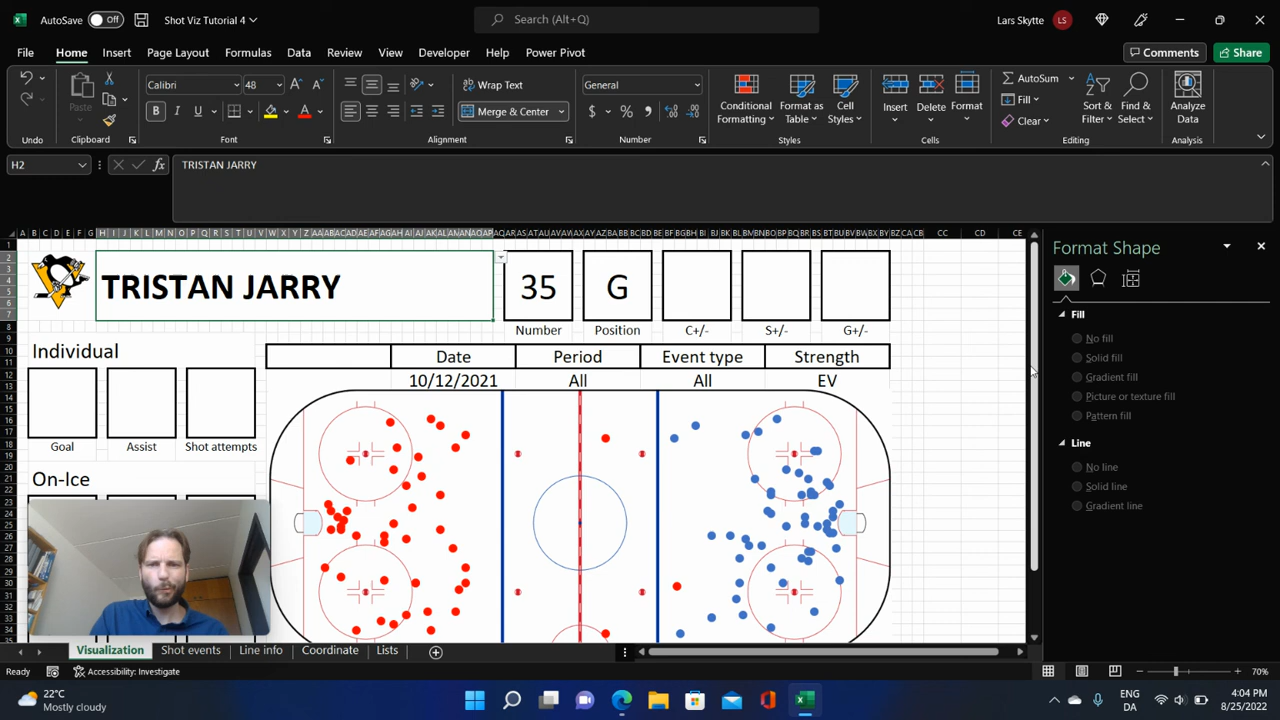 AutoSave Off Shot Viz Tutorial 4 Search (Alt+Q) Lars Skytte LS
File Home Insert Page Layout Formulas Data Review View Developer Help Power Pivot Comments Share
Paste Calibri 48 Wrap Text General AutoSum
Merge & Center Conditional Formatting Format as Table Cell Styles Insert Delete Format Fill Clear Sort & Filter Find & Select Analyze Data
Undo Clipboard Font Alignment Number Styles Cells Editing Analysis
H2 TRISTAN JARRY
Format Shape
TRISTAN JARRY 35 G
Number Position C+/- S+/- G+/-
Fill
No fill
Solid fill
Gradient fill
Picture or texture fill
Pattern fill
Line
No line
Solid line
Gradient line
Individual
Date Period Event type Strength
10/12/2021 All All EV
Goal Assist Shot attempts
On-Ice
Visualization Shot events Line info Coordinate Lists
Ready Accessibility: Investigate 70%
22°C
Mostly cloudy
ENG
DA
4:04 PM
8/25/2022